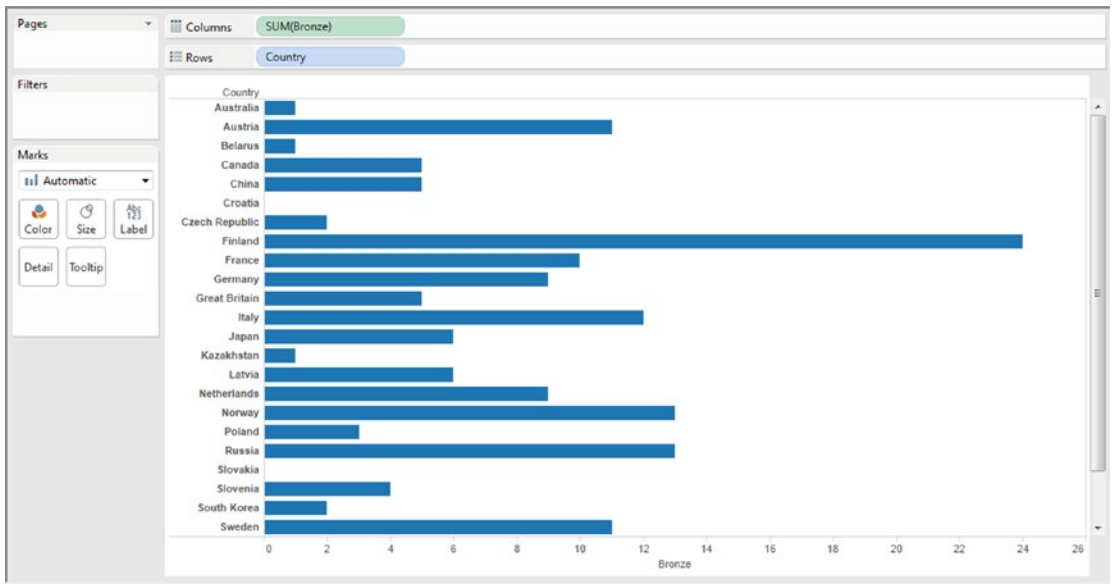 Pages
Columns SUM(Bronze)
Rows Country
Filters
Marks
Automatic
Color Size Abc 123 Label
Detail Tooltip
Country
Australia
Austria
Belarus
Canada
China
Croatia
Czech Republic
Finland
France
Germany
Great Britain
Italy
Japan
Kazakhstan
Latvia
Netherlands
Norway
Poland
Russia
Slovakia
Slovenia
South Korea
Sweden
0 2 4 6 8 10 12 14 16 18 20 22 24 26
Bronze